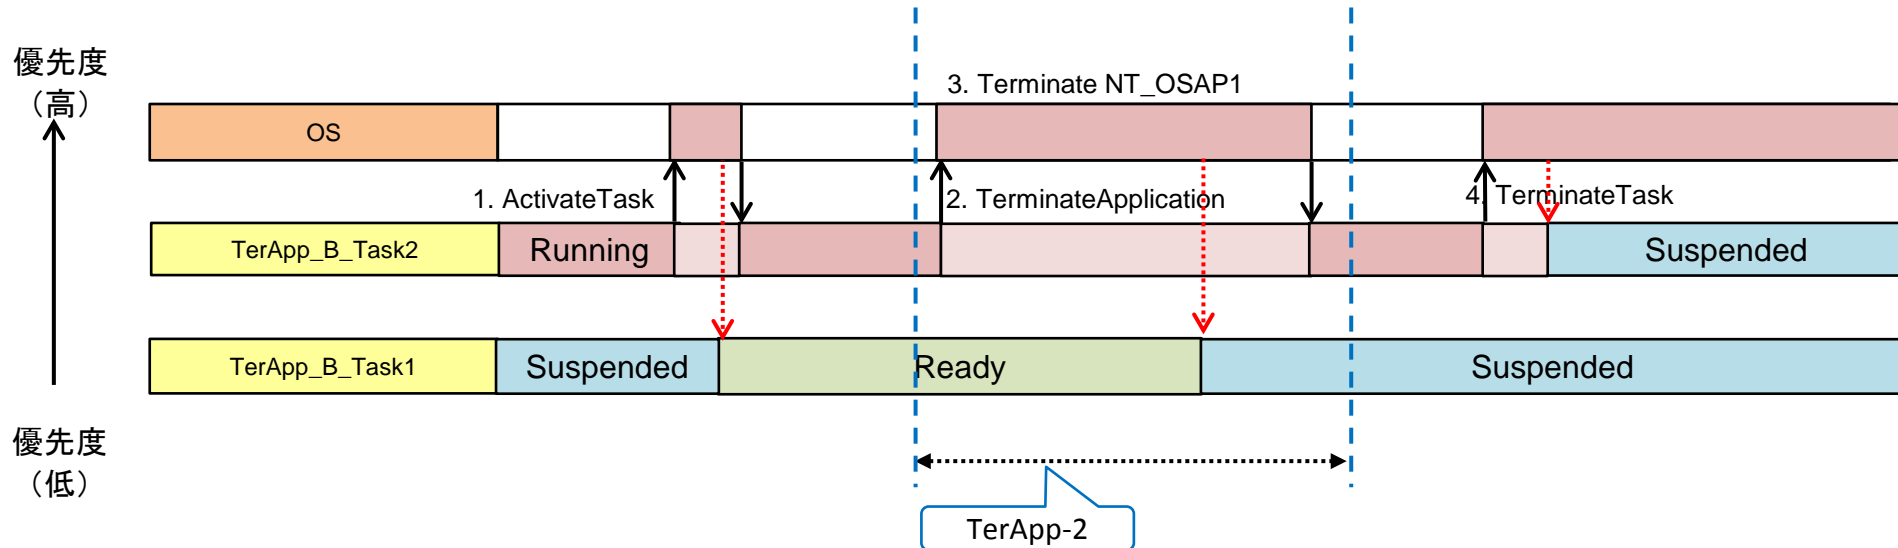 優先度
（高）
3. Terminate NT_OSAP1
OS
1. ActivateTask
2. TerminateApplication
4. TerminateTask
TerApp_B_Task2
Running
Suspended
TerApp_B_Task1
Suspended
Ready
Suspended
優先度
（低）
TerApp-2